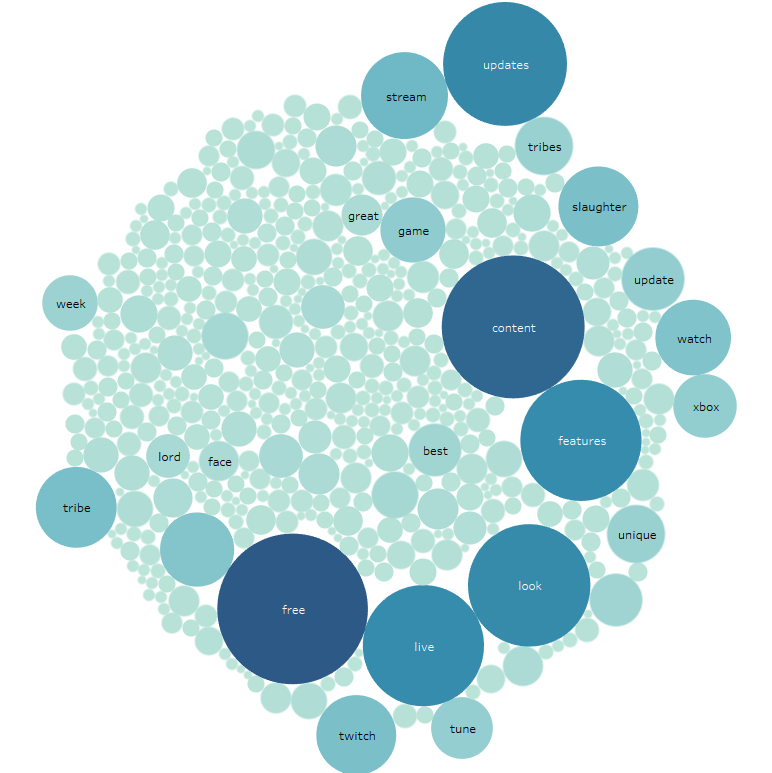 updates
stream
tribes
slaughter
great
game
update
week
content
watch
xbox
features
best
lord
face
tribe
unique
look
free
live
tune
twitch